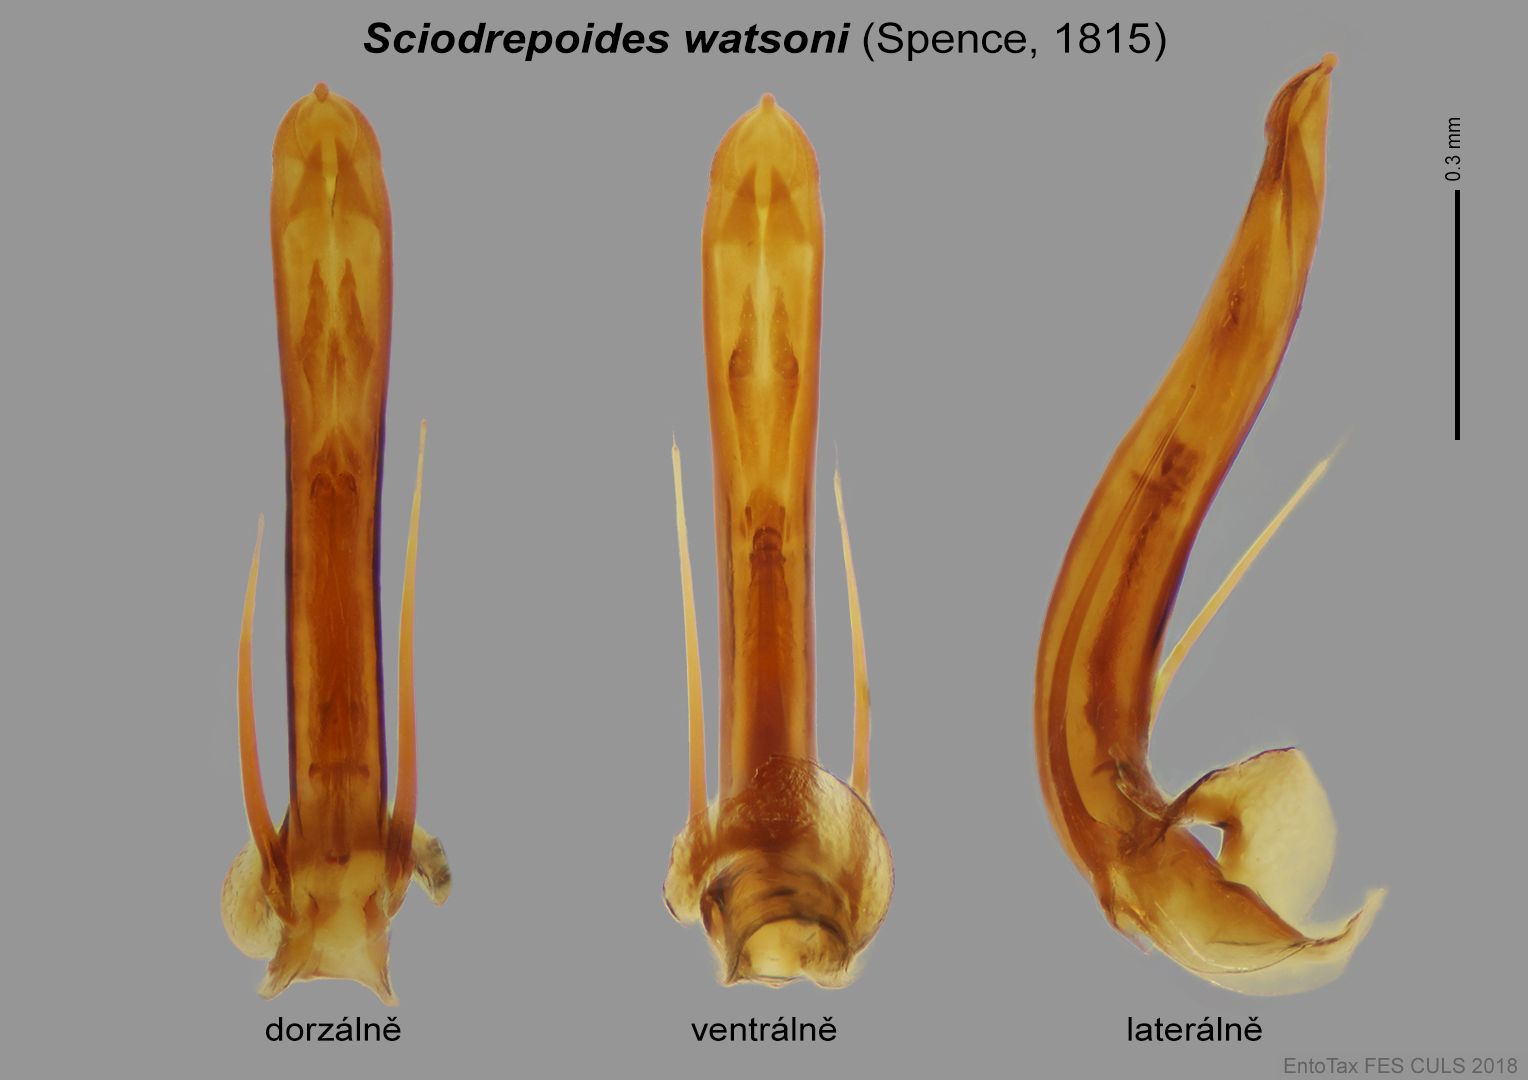 Sciodrepoides watsoni (Spence, 1815)
0.3 mm
dorzálně
ventrálně
laterálně
EntoTax FES CULS 2018